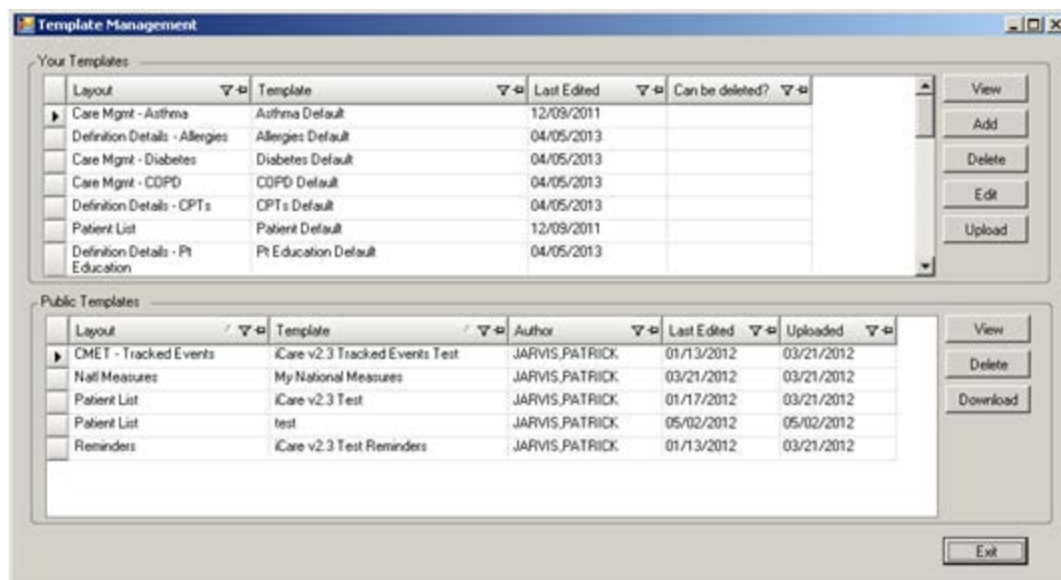 Template Management
Your Templates
Layout Template Last Edited Can be deleted? View
Care Mgmt - Asthma Asthma Default 12/09/2011
Definition Details - Allergies Allergies Default 04/05/2013 Add
Care Mgmt - Diabetes Diabetes Default 04/05/2013 Delete
Care Mgmt - COPD COPD Default 04/05/2013
Definition Details - CPTs CPTs Default 04/05/2013 Edit
Patient List Patient Default 12/09/2011 Upload
Definition Details - Pt Pt Education Default 04/05/2013
Education
Public Templates
Layout Template Author Last Edited Uploaded View
CMET - Tracked Events iCare v2.3 Tracked Events Test JARVIS,PATRICK 01/13/2012 03/21/2012 Delete
Natl Measures My National Measures JARVIS,PATRICK 03/21/2012 03/21/2012
Patient List iCare v2.3 Test JARVIS,PATRICK 01/17/2012 03/21/2012 Download
Patient List test JARVIS,PATRICK 05/02/2012 05/02/2012
Reminders iCare v2.3 Test Reminders JARVIS,PATRICK 01/13/2012 03/21/2012
Exit